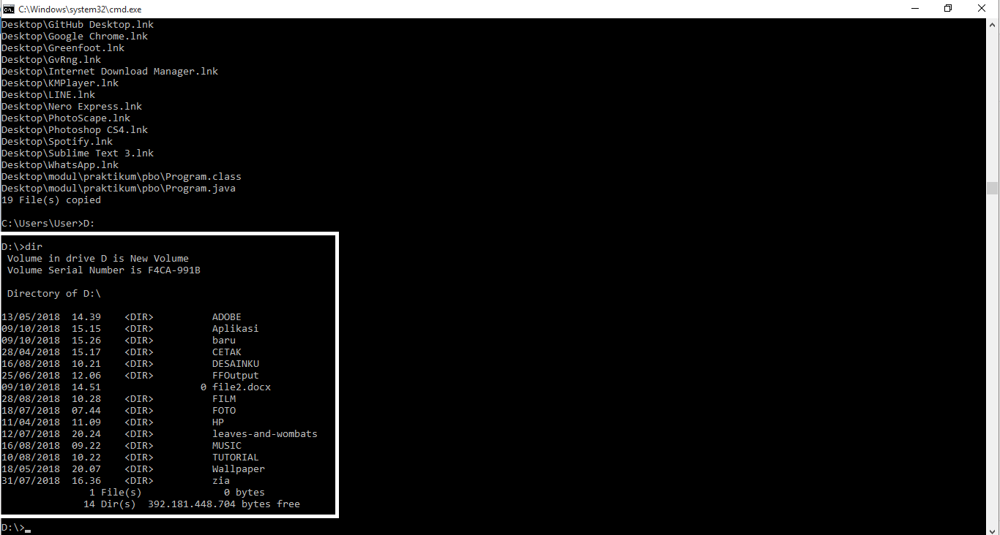 C:\Windows\system32\cmd.exe
Desktop\GitHub Desktop.lnk
Desktop\Google Chrome.lnk
Desktop\Greenfoot.lnk
Desktop\GvRng.lnk
Desktop\Internet Download Manager.lnk
Desktop\KMPlayer.lnk
Desktop\LINE.lnk
Desktop\Nero Express.lnk
Desktop\PhotoScape.lnk
Desktop\Photoshop CS4.lnk
Desktop\Spotify.lnk
Desktop\Sublime Text 3.lnk
Desktop\WhatsApp.lnk
Desktop\modul\praktikum\pbo\Program.class
Desktop\modul\praktikum\pbo\Program.java
19 File(s) copied

C:\Users\User>D:

D:\>dir
 Volume in drive D is New Volume
 Volume Serial Number is F4CA-991B

 Directory of D:\

13/05/2018  14.39    <DIR>          ADOBE
09/10/2018  15.15    <DIR>          Aplikasi
09/10/2018  15.26    <DIR>          baru
28/04/2018  15.17    <DIR>          CETAK
16/08/2018  10.21    <DIR>          DESAINKU
25/06/2018  12.06    <DIR>          FFOutput
09/10/2018  14.51                 0 file2.docx
28/08/2018  10.28    <DIR>          FILM
18/07/2018  07.44    <DIR>          FOTO
11/04/2018  11.09    <DIR>          HP
12/07/2018  20.24    <DIR>          leaves-and-wombats
16/08/2018  09.22    <DIR>          MUSIC
10/08/2018  10.22    <DIR>          TUTORIAL
18/05/2018  20.07    <DIR>          Wallpaper
31/07/2018  16.36    <DIR>          zia
               1 File(s)              0 bytes
              14 Dir(s)  392.181.448.704 bytes free

D:\>